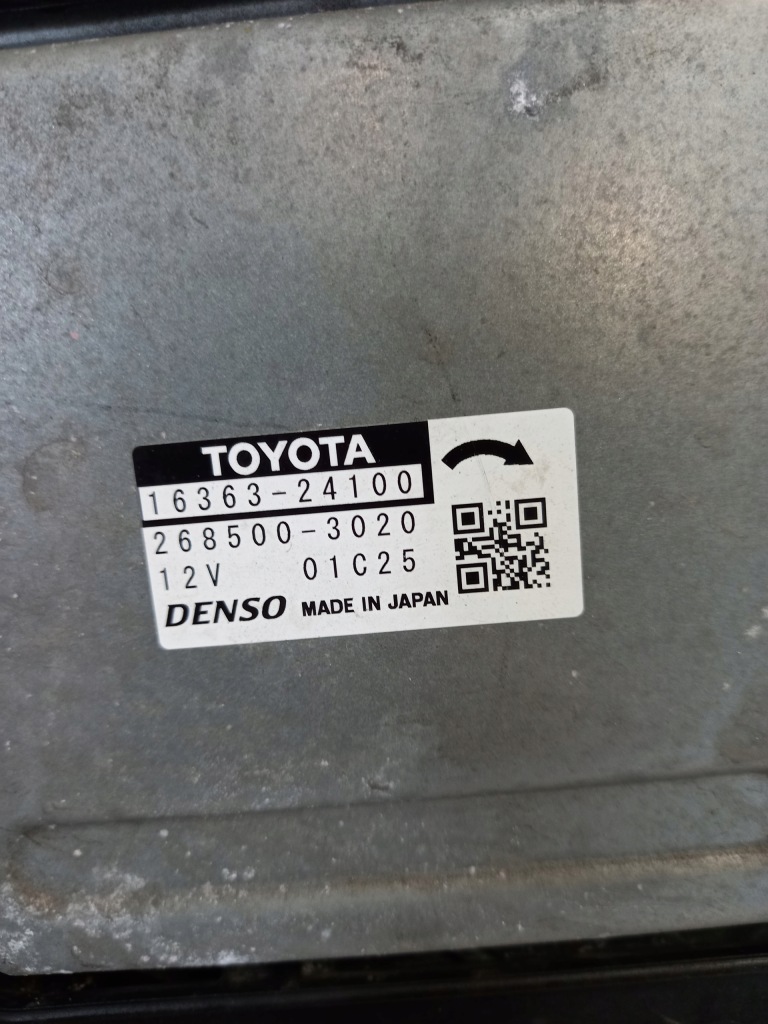 TOYOTA
16363-24100
268500-3020
12V 01C25
DENSO MADE IN JAPAN